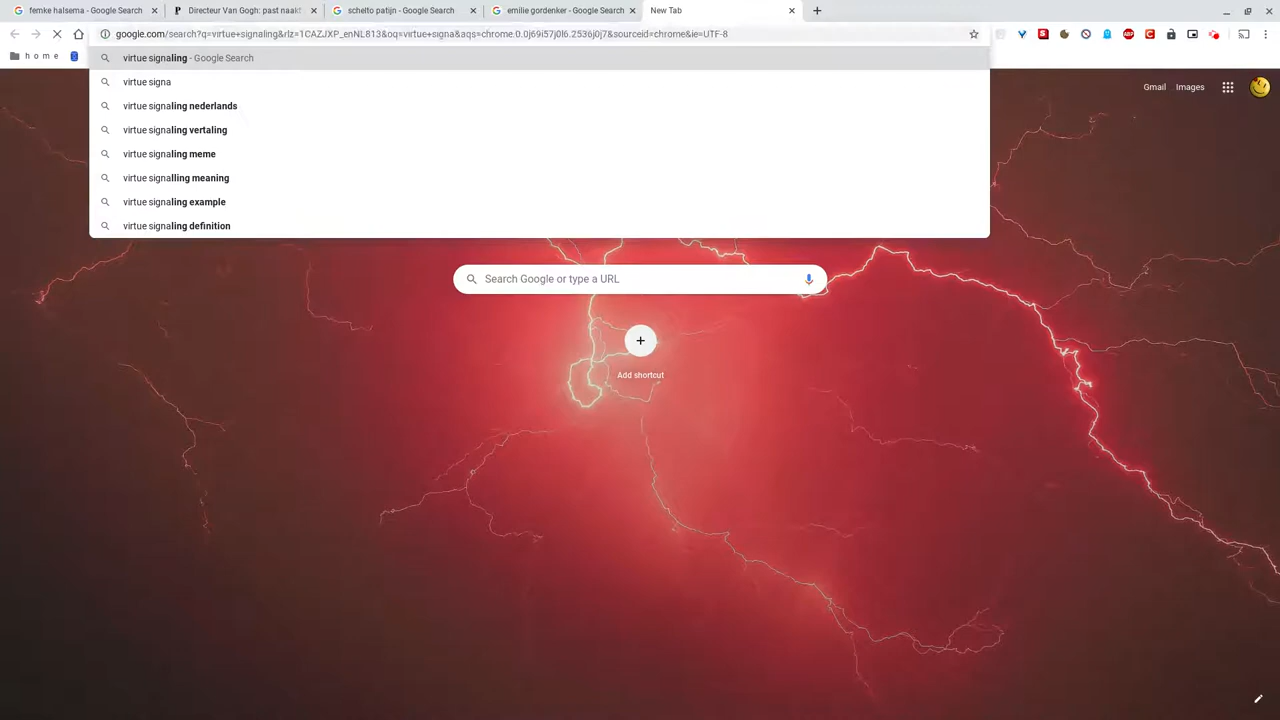 femke halsema - Google Search
Directeur Van Gogh: past naakt
schelto patijn - Google Search
emilie gordenker - Google Search
New Tab
google.com/search?q=virtue+signaling&rlz=1CAZJXP_enNL813&oq=virtue+signa&aqs=chrome.0.0j69i57j0l6.2536j0j7&sourceid=chrome&ie=UTF-8
home
virtue signaling - Google Search
virtue signa
virtue signaling nederlands
virtue signaling vertaling
virtue signaling meme
virtue signalling meaning
virtue signaling example
virtue signaling definition
Gmail
Images
Search Google or type a URL
Add shortcut